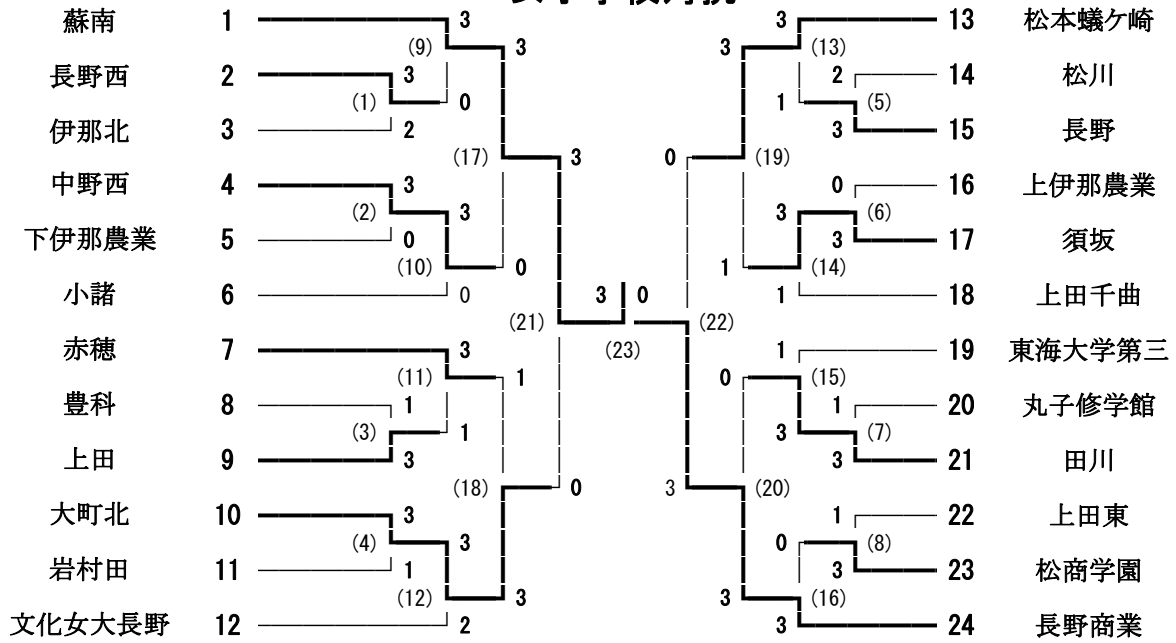 蘇南 1 3 3 松本蟻ケ崎 13
(9) 3 3 (13)
長野西 2 3 2 14 松川
(1) 0 1 (5)
伊那北 3 2 3 15 長野
(17) 3 0 (19)
中野西 4 3 0 16 上伊那農業
(2) 3 3 (6)
下伊那農業 5 0 3 17 須坂
(10) 0 1 (14)
小諸 6 0 3 0 1 18 上田千曲
(21) (22)
赤穂 7 3 (23) 1 19 東海大学第三
(11) 1 0 (15)
豊科 8 1 1 20 丸子修学館
(3) 1 3 (7)
上田 9 3 3 21 田川
(18) 0 3 (20)
大町北 10 3 1 22 上田東
(4) 3 0 (8)
岩村田 11 1 3 23 松商学園
(12) 3 3 (16)
文化女大長野 12 2 3 24 長野商業